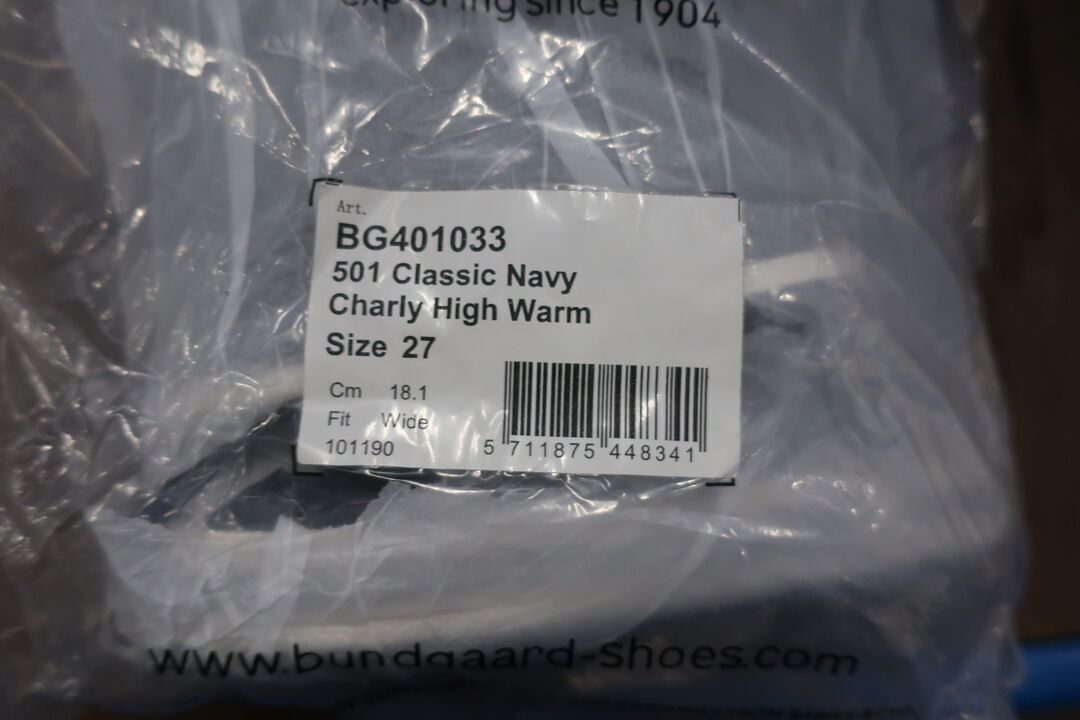 exploring since 1904
Art.
BG401033
501 Classic Navy
Charly High Warm
Size 27
Cm 18.1
Fit Wide
101190
5 711875 448341
www.bundgaard-shoes.com